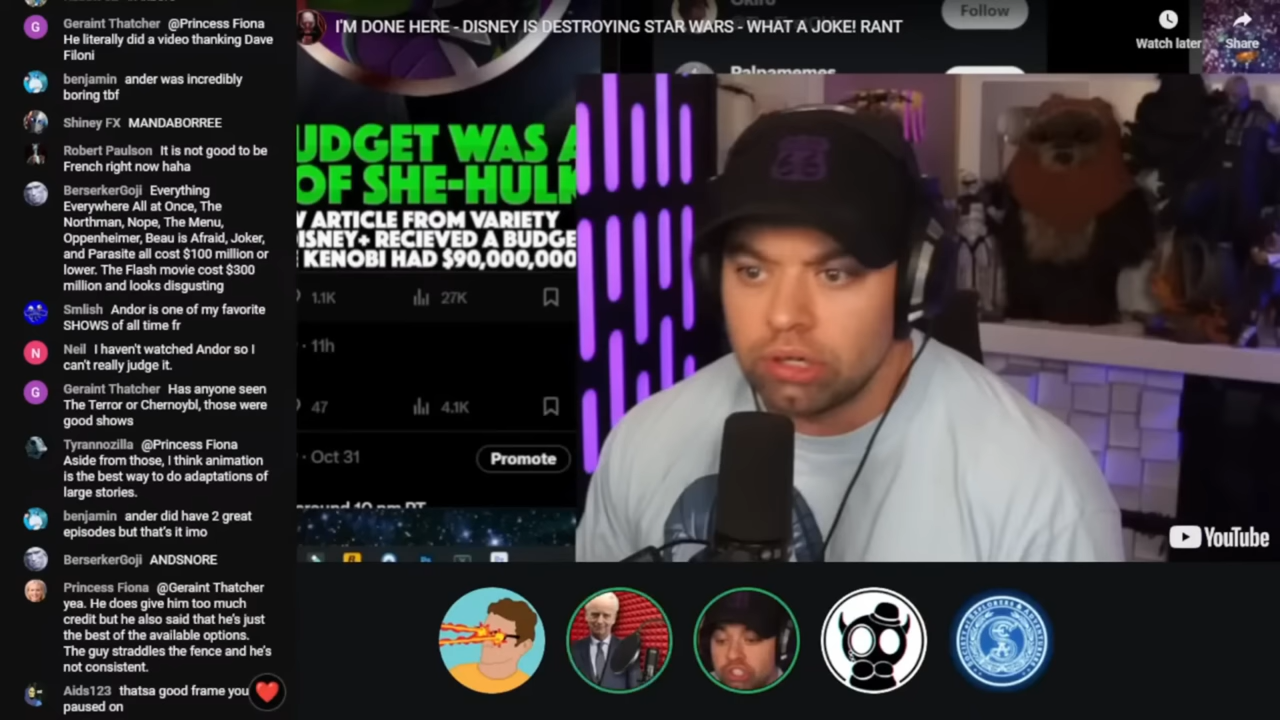 Geraint Thatcher @Princess Fiona
He literally did a video thanking Dave
Filoni
benjamin ander was incredibly
boring tbf
Shiney FX MANDABORREE
Robert Paulson It is not good to be
French right now haha
BerserkerGoji Everything
Everywhere All at Once, The
Northman, Nope, The Menu,
Oppenheimer, Beau is Afraid, Joker,
and Parasite all cost $100 million or
lower. The Flash movie cost $300
million and looks disgusting
Smlish Andor is one of my favorite
SHOWS of all time fr
N Neil I haven't watched Andor so I
can't really judge it.
G Geraint Thatcher Has anyone seen
The Terror or Chernoybl, those were
good shows
Tyrannozilla @Princess Fiona
Aside from those, I think animation
is the best way to do adaptations of
large stories.
benjamin ander did have 2 great
episodes but that's it imo
BerserkerGoji ANDSNORE
Princess Fiona @Geraint Thatcher
yea. He does give him too much
credit but he also said that he's just
the best of the available options.
The guy straddles the fence and he's
not consistent.
Aids123 thatsa good frame you
paused on
I'M DONE HERE - DISNEY IS DESTROYING STAR WARS - WHAT A JOKE! RANT
Follow
Watch later
Share
Palpamemes
UDGET WAS A
OF SHE-HULK
ARTICLE FROM VARIETY
ISNEY+ RECIEVED A BUDGE
KENOBI HAD $90,000,000
1.1K 27K
· 11h
47 4.1K
· Oct 31
Promote
around 10 pm PT
YouTube